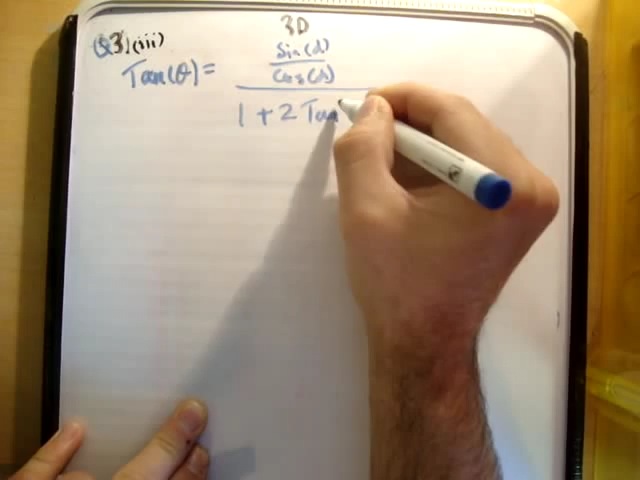 3D
Q3)(iii)
Tan(θ) = Sin(α)
Cos(α)
1 + 2 Tan